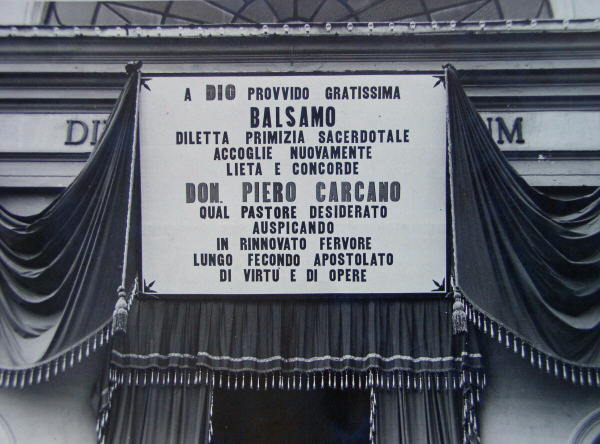 A DIO PROVVIDO GRATISSIMA
BALSAMO
DILETTA PRIMIZIA SACERDOTALE
ACCOGLIE NUOVAMENTE
LIETA E CONCORDE
DON. PIERO CARCANO
QUAL PASTORE DESIDERATO
AUSPICANDO
IN RINNOVATO FERVORE
LUNGO FECONDO APOSTOLATO
DI VIRTÙ E DI OPERE